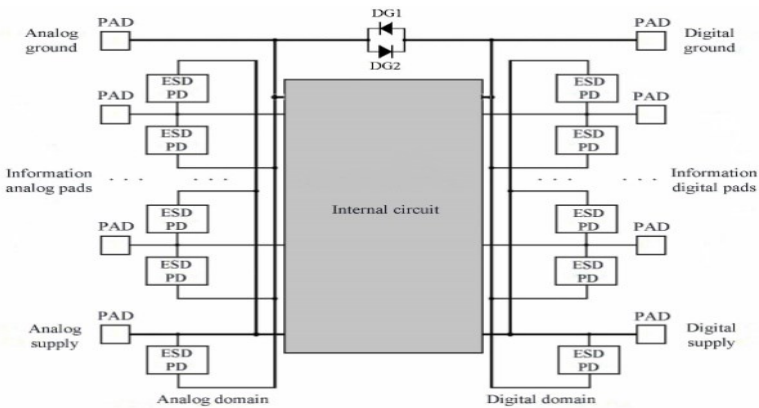 Analog
ground
PAD
DG1
DG2
PAD
Digital
ground
PAD
ESD
PD
ESD
PD
ESD
PD
ESD
PD
PAD
Information
analog pads
. . .
. . .
Internal circuit
. . .
. . .
Information
digital pads
PAD
ESD
PD
ESD
PD
ESD
PD
ESD
PD
PAD
Analog
supply
PAD
ESD
PD
PAD
Digital
supply
ESD
PD
Analog domain
Digital domain